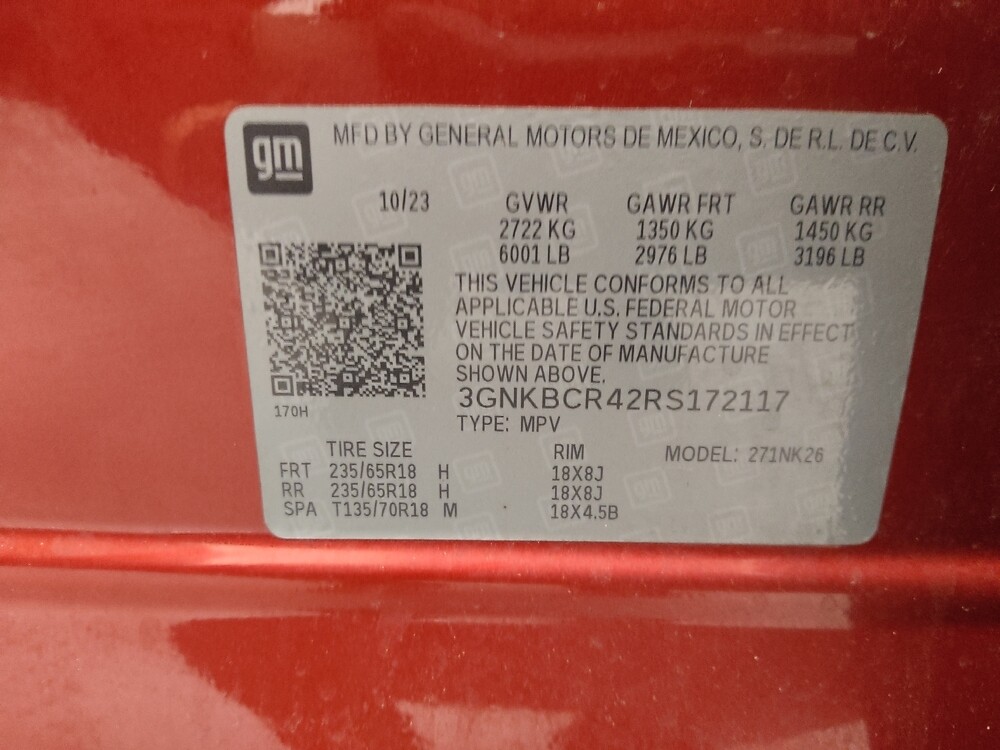 gm
MFD BY GENERAL MOTORS DE MEXICO, S. DE R.L. DE C.V.
10/23 GVWR GAWR FRT GAWR RR
2722 KG 1350 KG 1450 KG
6001 LB 2976 LB 3196 LB
THIS VEHICLE CONFORMS TO ALL
APPLICABLE U.S. FEDERAL MOTOR
VEHICLE SAFETY STANDARDS IN EFFECT
ON THE DATE OF MANUFACTURE
SHOWN ABOVE.
3GNKBCR42RS172117
170H
TYPE: MPV
TIRE SIZE RIM MODEL: 271NK26
FRT 235/65R18 H 18X8J
RR 235/65R18 H 18X8J
SPA T135/70R18 M 18X4.5B